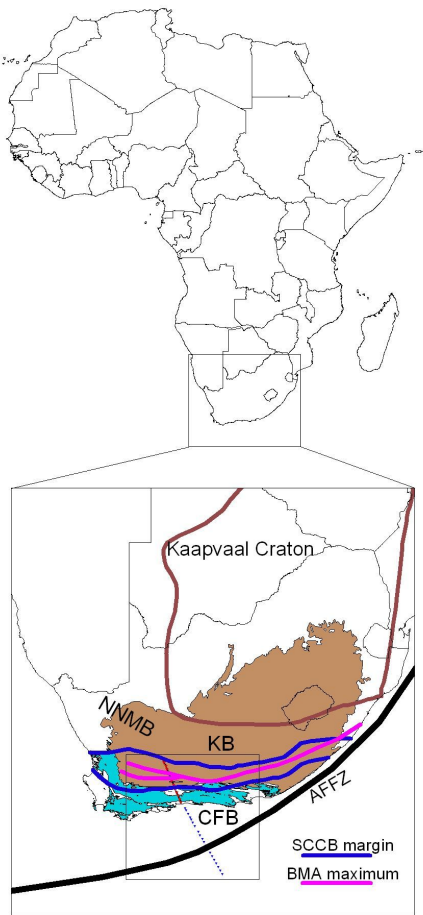 Kaapvaal Craton
NNMB
KB
AFFZ
CFB
SCCB margin
BMA maximum